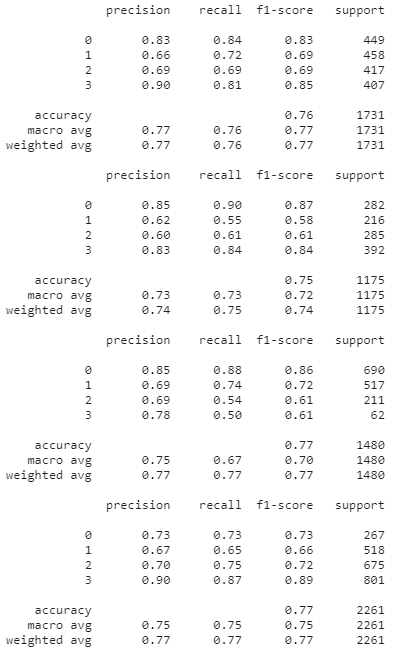 precision recall f1-score support
0 0.83 0.84 0.83 449
1 0.66 0.72 0.69 458
2 0.69 0.69 0.69 417
3 0.90 0.81 0.85 407
accuracy 0.76 1731
macro avg 0.77 0.76 0.77 1731
weighted avg 0.77 0.76 0.77 1731
precision recall f1-score support
0 0.85 0.90 0.87 282
1 0.62 0.55 0.58 216
2 0.60 0.61 0.61 285
3 0.83 0.84 0.84 392
accuracy 0.75 1175
macro avg 0.73 0.73 0.72 1175
weighted avg 0.74 0.75 0.74 1175
precision recall f1-score support
0 0.85 0.88 0.86 690
1 0.69 0.74 0.72 517
2 0.69 0.54 0.61 211
3 0.78 0.50 0.61 62
accuracy 0.77 1480
macro avg 0.75 0.67 0.70 1480
weighted avg 0.77 0.77 0.77 1480
precision recall f1-score support
0 0.73 0.73 0.73 267
1 0.67 0.65 0.66 518
2 0.70 0.75 0.72 675
3 0.90 0.87 0.89 801
accuracy 0.77 2261
macro avg 0.75 0.75 0.75 2261
weighted avg 0.77 0.77 0.77 2261